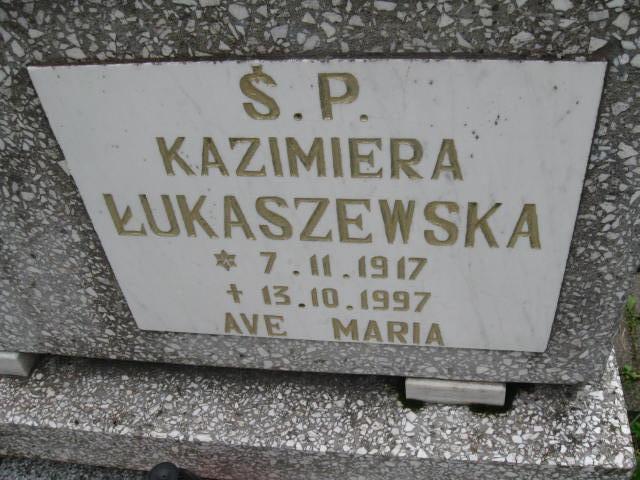 Ś.P.
KAZIMIERA
ŁUKASZEWSKA
* 7.11.1917
✝ 13.10.1997
AVE MARIA